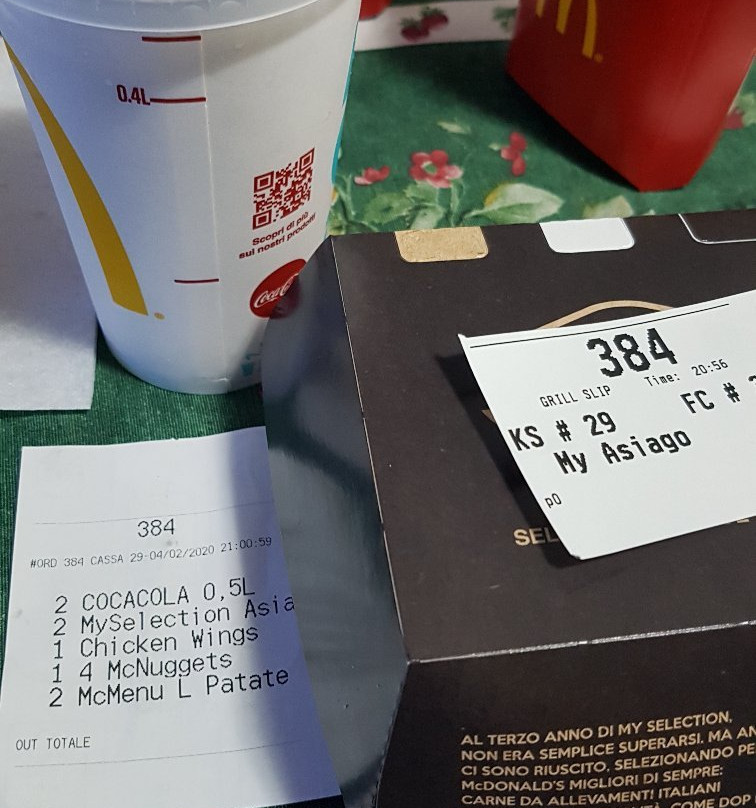 0.4L
Scopri di più
sui nostri prodotti
Coca-Cola
384
GRILL SLIP Time: 20:56
KS # 29 FC #
My Asiago
p0
384
#ORD 384 CASSA 29-04/02/2020 21:00:59
2 COCACOLA 0,5L
2 MySelection Asia
1 Chicken Wings
1 4 McNuggets
2 McMenu L Patate
OUT TOTALE
AL TERZO ANNO DI MY SELECTION,
NON ERA SEMPLICE SUPERARSI. MA
CI SONO RIUSCITO, SELEZIONANDO
McDONALD'S MIGLIORI DI SEMPRE:
CARNE DA ALLEVAMENTI ITALIANI
COME DOP